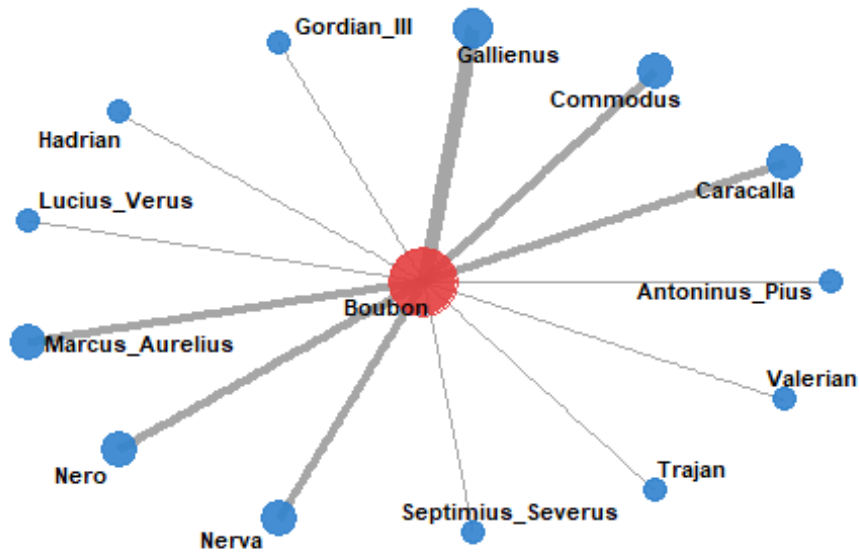 Gordian_III
Gallienus
Commodus
Hadrian
Caracalla
Lucius_Verus
Antoninus_Pius
Boubon
Marcus_Aurelius
Valerian
Nero
Trajan
Septimius_Severus
Nerva